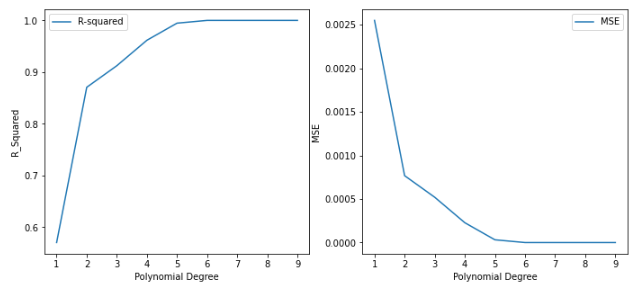 R-squared
1.0
0.9
0.8
0.7
0.6
R_Squared
1 2 3 4 5 6 7 8 9
Polynomial Degree
MSE
0.0025
0.0020
0.0015
0.0010
0.0005
0.0000
MSE
1 2 3 4 5 6 7 8 9
Polynomial Degree